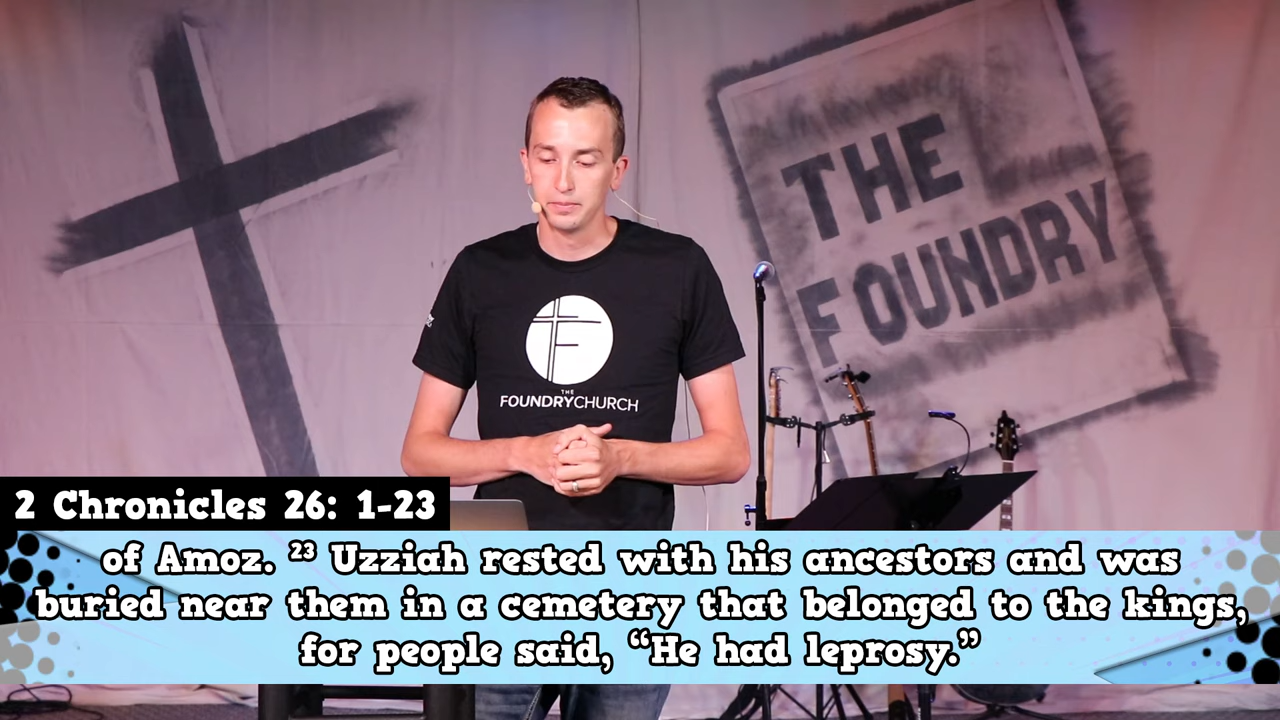 THE
FOUNDRY
F
THE
FOUNDRYCHURCH
2 Chronicles 26: 1-23
of Amoz. ²³ Uzziah rested with his ancestors and was
buried near them in a cemetery that belonged to the kings,
for people said, “He had leprosy.”